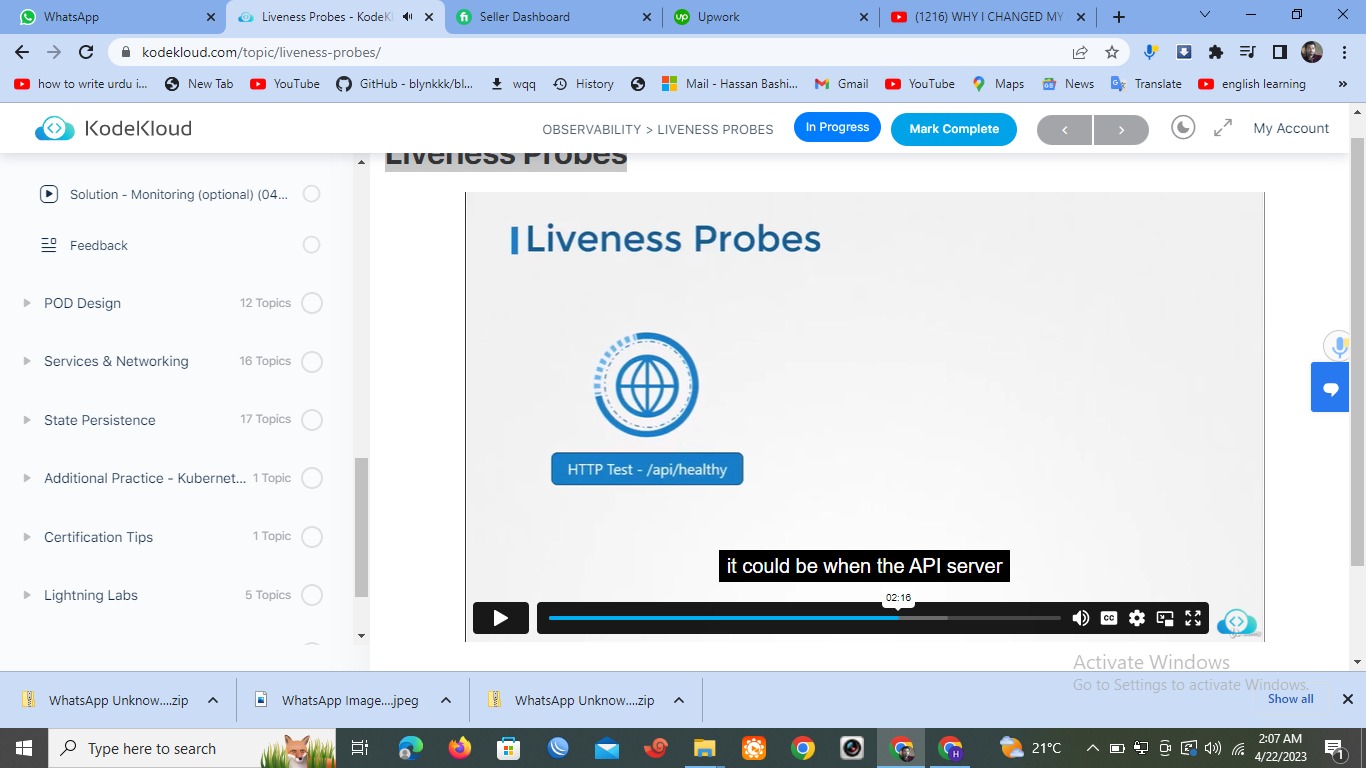 WhatsApp
Liveness Probes - KodeKl
Seller Dashboard
Upwork
(1216) WHY I CHANGED MY
kodekloud.com/topic/liveness-probes/
how to write urdu i...
New Tab
YouTube
GitHub - blynkkk/bl...
wqq
History
Mail - Hassan Bashi...
Gmail
YouTube
Maps
News
Translate
english learning
»
KodeKloud
OBSERVABILITY > LIVENESS PROBES
In Progress
Mark Complete
My Account
Liveness Probes
Solution - Monitoring (optional) (04...
Feedback
POD Design
12 Topics
Services & Networking
16 Topics
State Persistence
17 Topics
Additional Practice - Kubernet...
1 Topic
Certification Tips
1 Topic
Lightning Labs
5 Topics
Liveness Probes
HTTP Test - /api/healthy
it could be when the API server
02:16
CC
Activate Windows
Go to Settings to activate Windows.
WhatsApp Unknow....zip
WhatsApp Image....jpeg
WhatsApp Unknow....zip
Show all
Type here to search
H
21°C
2:07 AM
4/22/2023
1